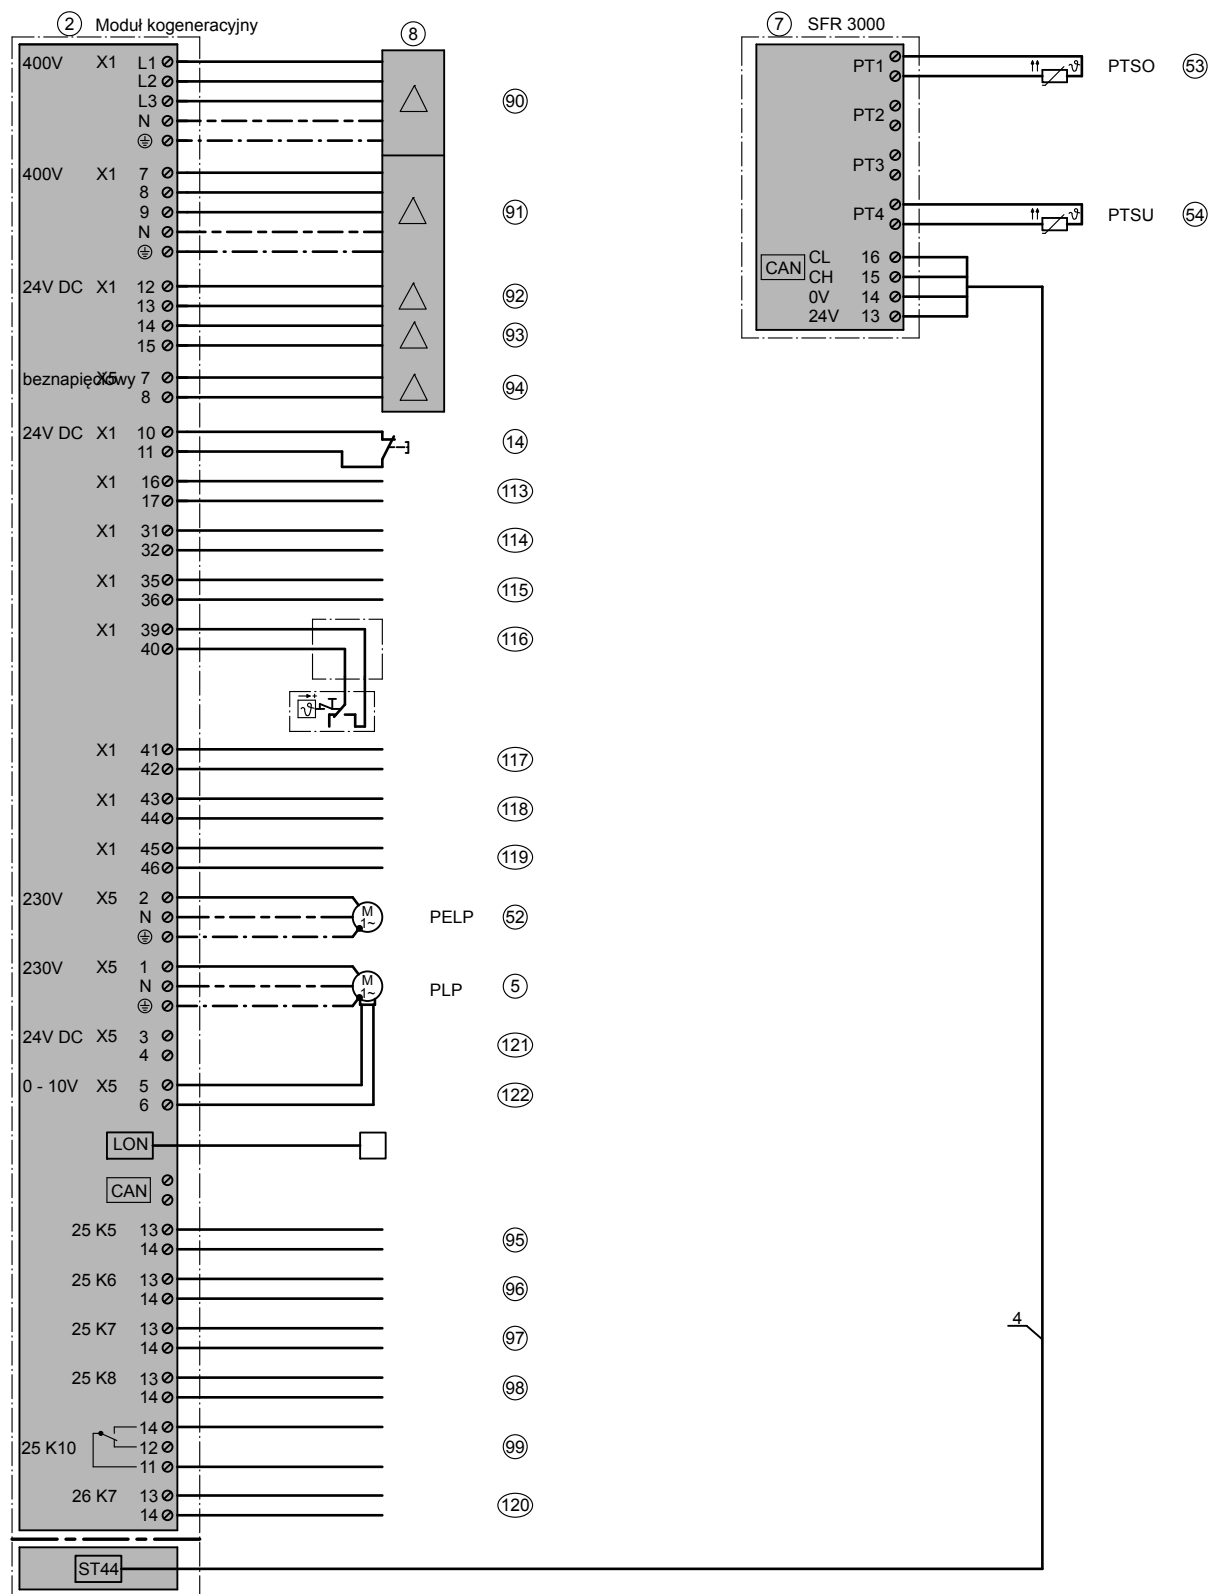 2 Moduł kogeneracyjny
8
7 SFR 3000
400V X1 L1
L2
L3
N
90
400V X1 7
8
9
N
91
24V DC X1 12
13
92
14
15
93
beznapięciowy X5 7
8
94
24V DC X1 10
11
14
X1 16
17
113
X1 31
32
114
X1 35
36
115
X1 39
40
116
ϑ
X1 41
42
117
X1 43
44
118
X1 45
46
119
230V X5 2
N
M
1~
PELP 52
230V X5 1
N
M
1~
PLP 5
24V DC X5 3
4
121
0 - 10V X5 5
6
122
LON
CAN
25 K5 13
14
95
25 K6 13
14
96
25 K7 13
14
97
25 K8 13
14
98
25 K10
14
12
11
99
26 K7 13
14
120
ST44
PT1
ϑ
PTSO 53
PT2
PT3
PT4
ϑ
PTSU 54
CAN
CL 16
CH 15
0V 14
24V 13
4